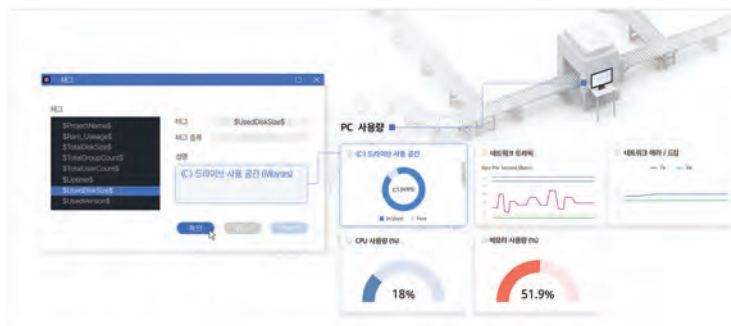 태그
태그
$ProjectName$
$Ram_Useage$
$TotalDiskSize$
$TotalGroupCount$
$TotalUserCount$
$Uptime$
$UsedDiskSize$
$UsedVersion$
태그
$UsedDiskSize$
태그 종류
설명
(C:) 드라이브 사용 공간 (Mbytes)
확인
PC 사용량
(C:) 드라이브 사용 공간
InUsed
Free
네트워크 트래픽
네트워크 에러 / 드랍
CPU 사용량 (%)
18%
메모리 사용량 (%)
51.9%